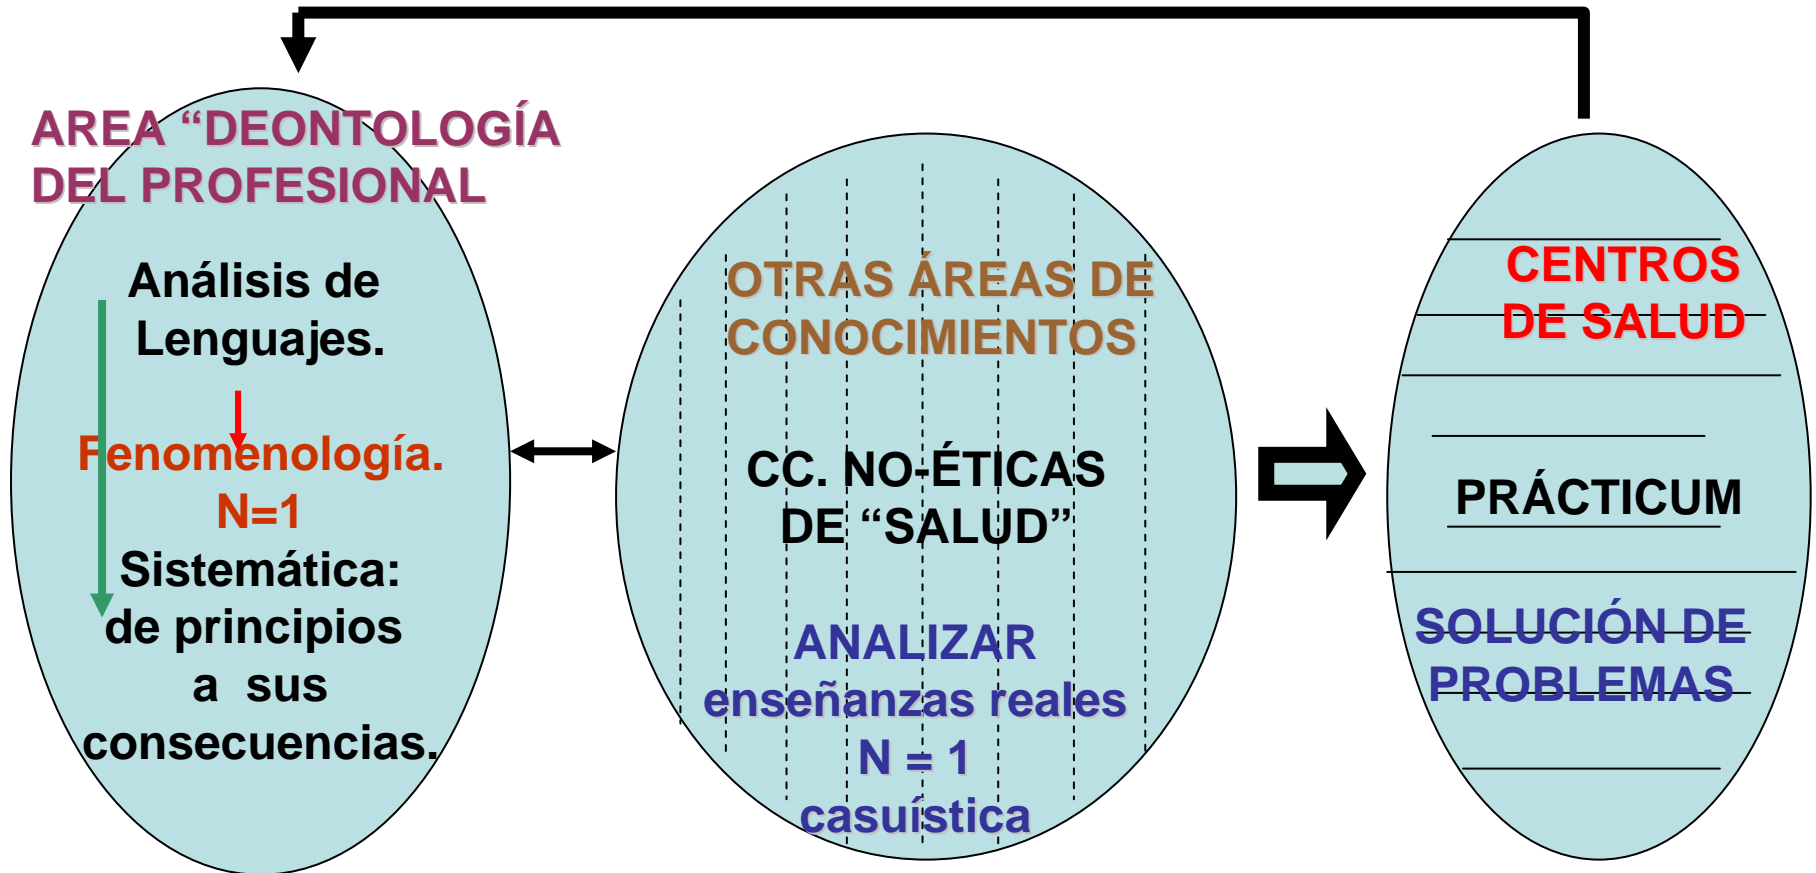 AREA “DEONTOLOGÍA
DEL PROFESIONAL
Análisis de
Lenguajes.
Fenomenología.
N=1
Sistemática:
de principios
a sus
consecuencias.
OTRAS ÁREAS DE
CONOCIMIENTOS
CC. NO-ÉTICAS
DE “SALUD”
ANALIZAR
enseñanzas reales
N = 1
casuística
CENTROS
DE SALUD
PRÁCTICUM
SOLUCIÓN DE
PROBLEMAS